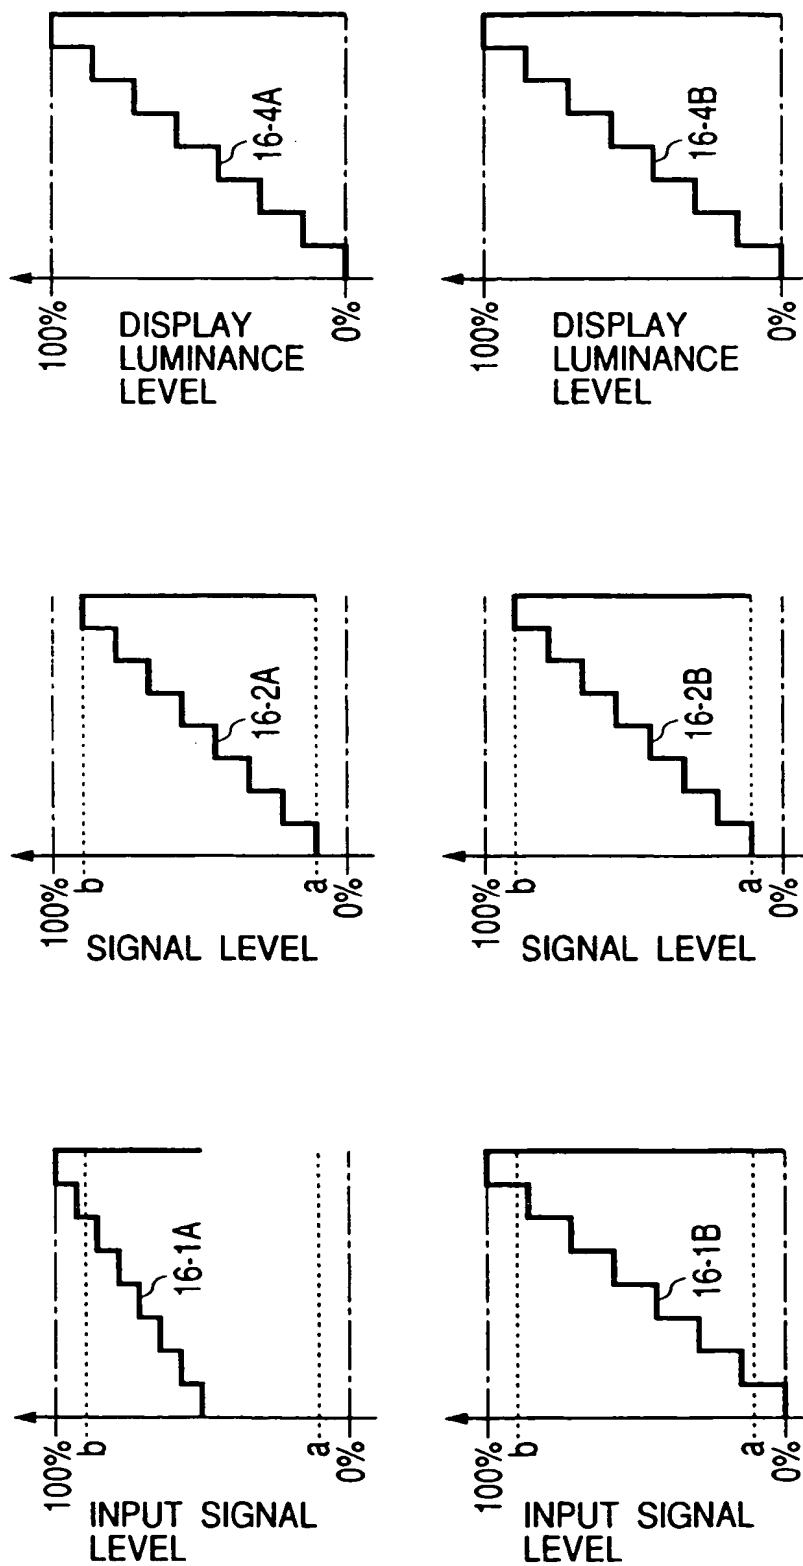 100%
0%
DISPLAY
LUMINANCE
LEVEL
16-4A
100%
0%
DISPLAY
LUMINANCE
LEVEL
16-4B
100%
b
a
0%
SIGNAL LEVEL
16-2A
100%
b
a
0%
SIGNAL LEVEL
16-2B
100%
b
a
0%
INPUT SIGNAL
LEVEL
16-1A
100%
b
a
0%
INPUT SIGNAL
LEVEL
16-1B